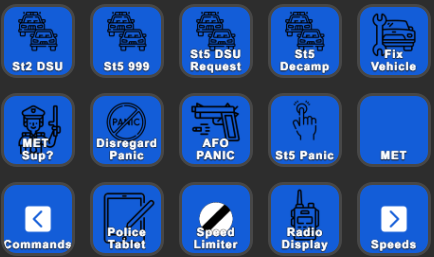 St2 DSU
St5 999
St5 DSU
Request
St5
Decamp
Fix
Vehicle
MET
Sup?
PANIC
Disregard
Panic
AFO
PANIC
St5 Panic
MET
Commands
Police
Tablet
Speed
Limiter
Radio
Display
Speeds